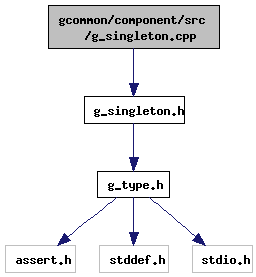 gcommon/component/src
/g_singleton.cpp
g_singleton.h
g_type.h
assert.h stddef.h stdio.h